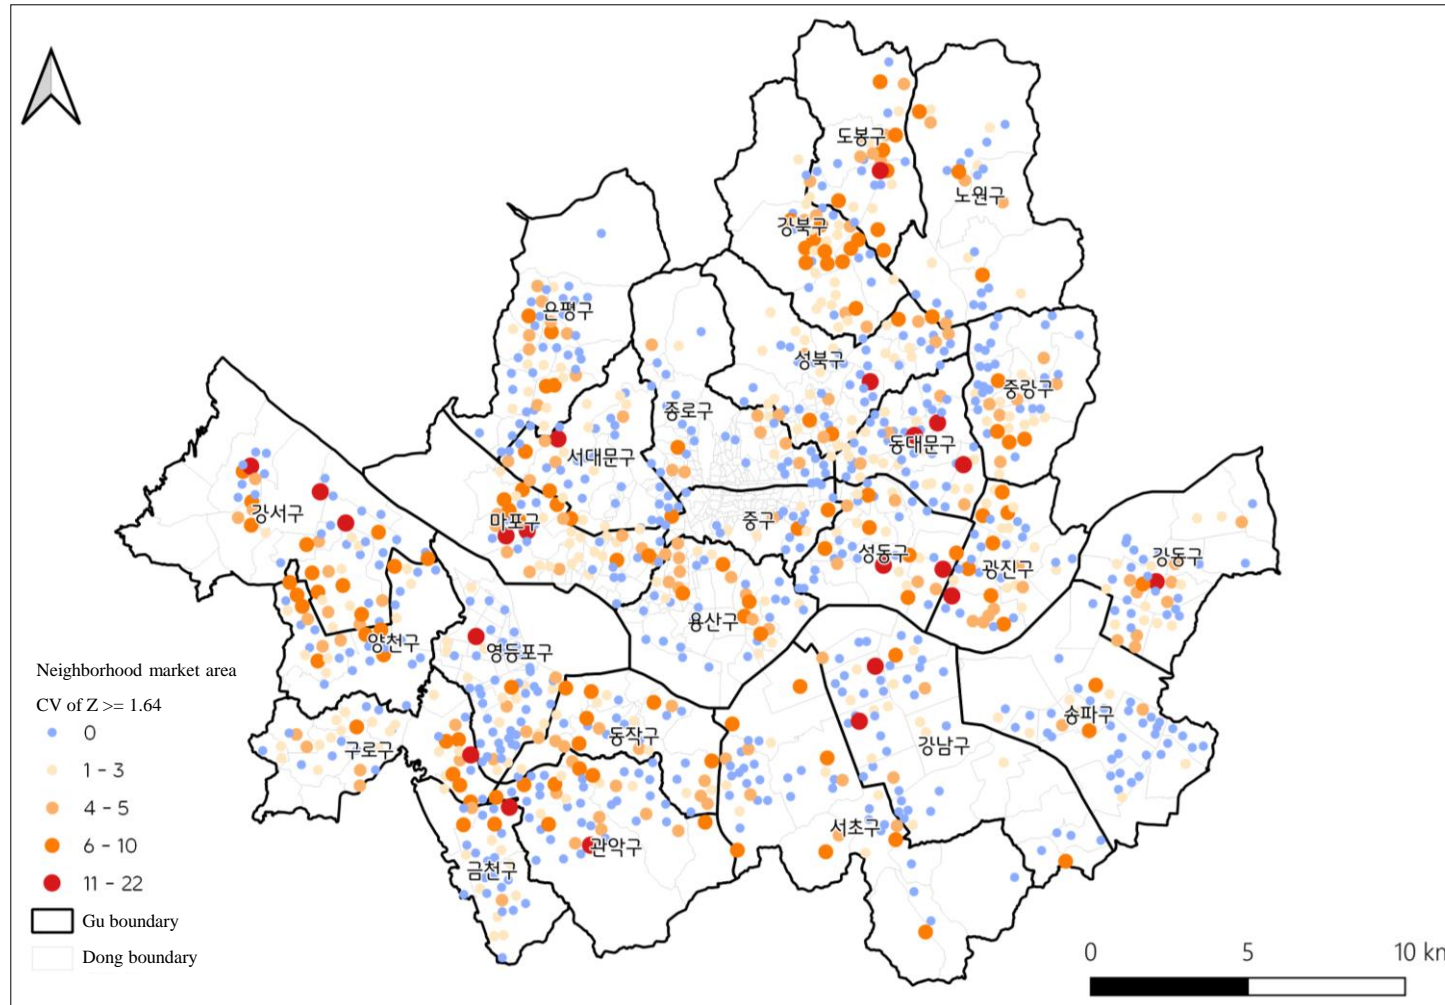 도봉구
노원구
강북구
은평구
성북구
중랑구
종로구
동대문구
서대문구
강서구
마포구
중구
성동구
광진구
강동구
용산구
양천구
영등포구
Neighborhood market area
CV of Z >= 1.64
0
1 - 3
4 - 5
6 - 10
11 - 22
Gu boundary
Dong boundary
송파구
동작구
강남구
구로구
서초구
관악구
금천구
0 5 10 km